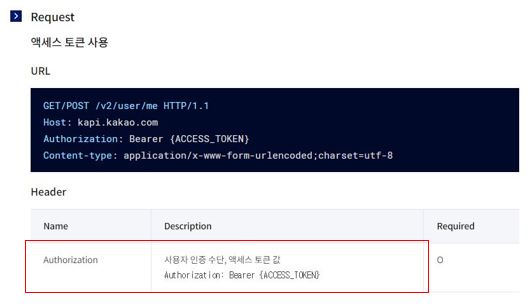 Request
액세스 토큰 사용
URL
GET/POST /v2/user/me HTTP/1.1
Host: kapi.kakao.com
Authorization: Bearer {ACCESS_TOKEN}
Content-type: application/x-www-form-urlencoded;charset=utf-8
Header
Name Description Required
Authorization 사용자 인증 수단, 액세스 토큰 값 O
Authorization: Bearer {ACCESS_TOKEN}